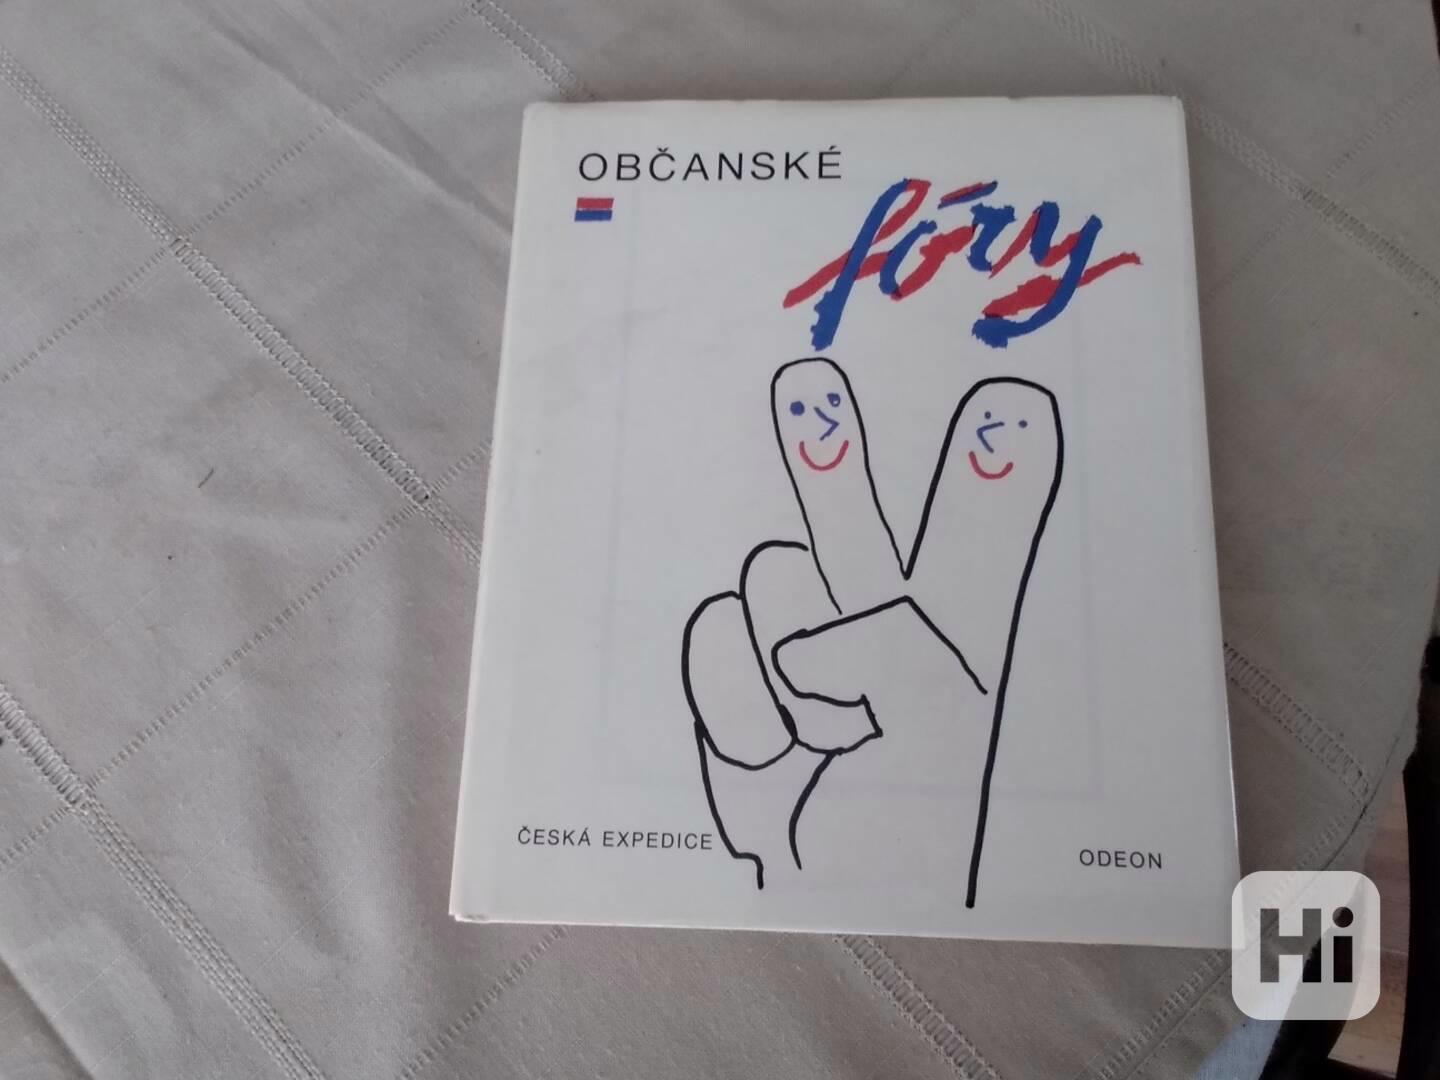 OBČANSKÉ
fóry
ČESKÁ EXPEDICE
ODEON
Hi